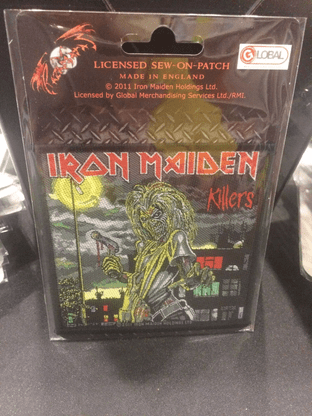 GLOBAL
LICENSED SEW-ON-PATCH
MADE IN ENGLAND
© 2011 Iron Maiden Holdings Ltd.
Licensed by Global Merchandising Services Ltd./RMI.
IRON MAIDEN
Killers